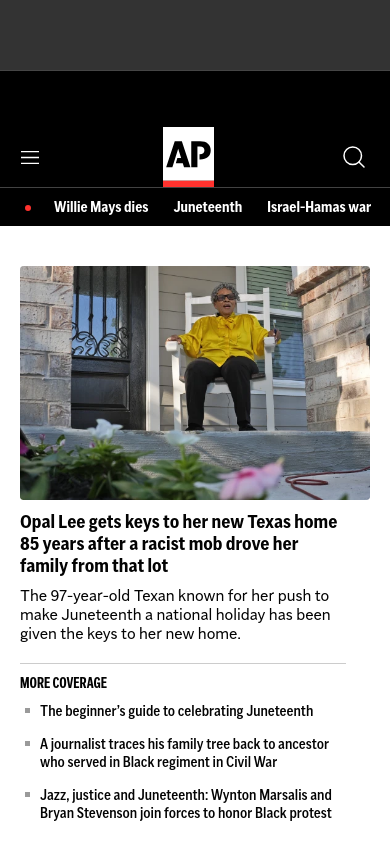 AP
Willie Mays dies
Juneteenth
Israel-Hamas war
Opal Lee gets keys to her new Texas home
85 years after a racist mob drove her
family from that lot
The 97-year-old Texan known for her push to
make Juneteenth a national holiday has been
given the keys to her new home.
MORE COVERAGE
The beginner’s guide to celebrating Juneteenth
A journalist traces his family tree back to ancestor
who served in Black regiment in Civil War
Jazz, justice and Juneteenth: Wynton Marsalis and
Bryan Stevenson join forces to honor Black protest